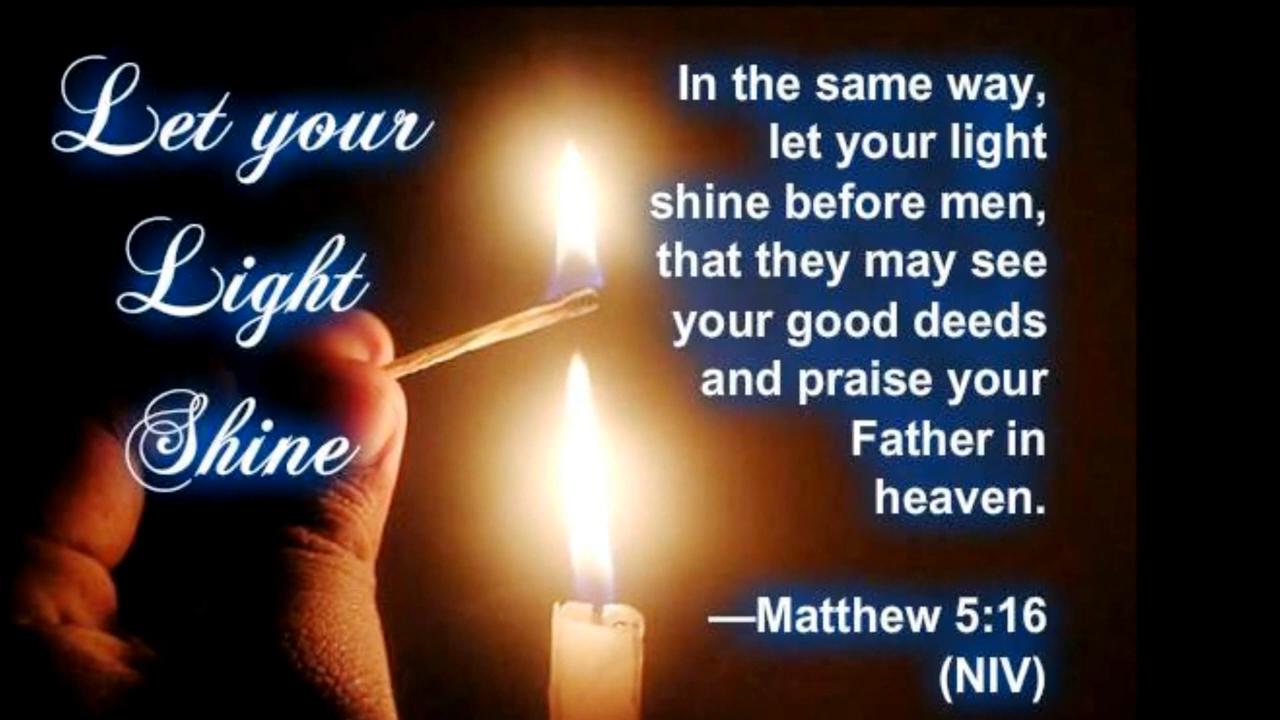 Let your
Light
Shine
In the same way,
let your light
shine before men,
that they may see
your good deeds
and praise your
Father in
heaven.
—Matthew 5:16
(NIV)